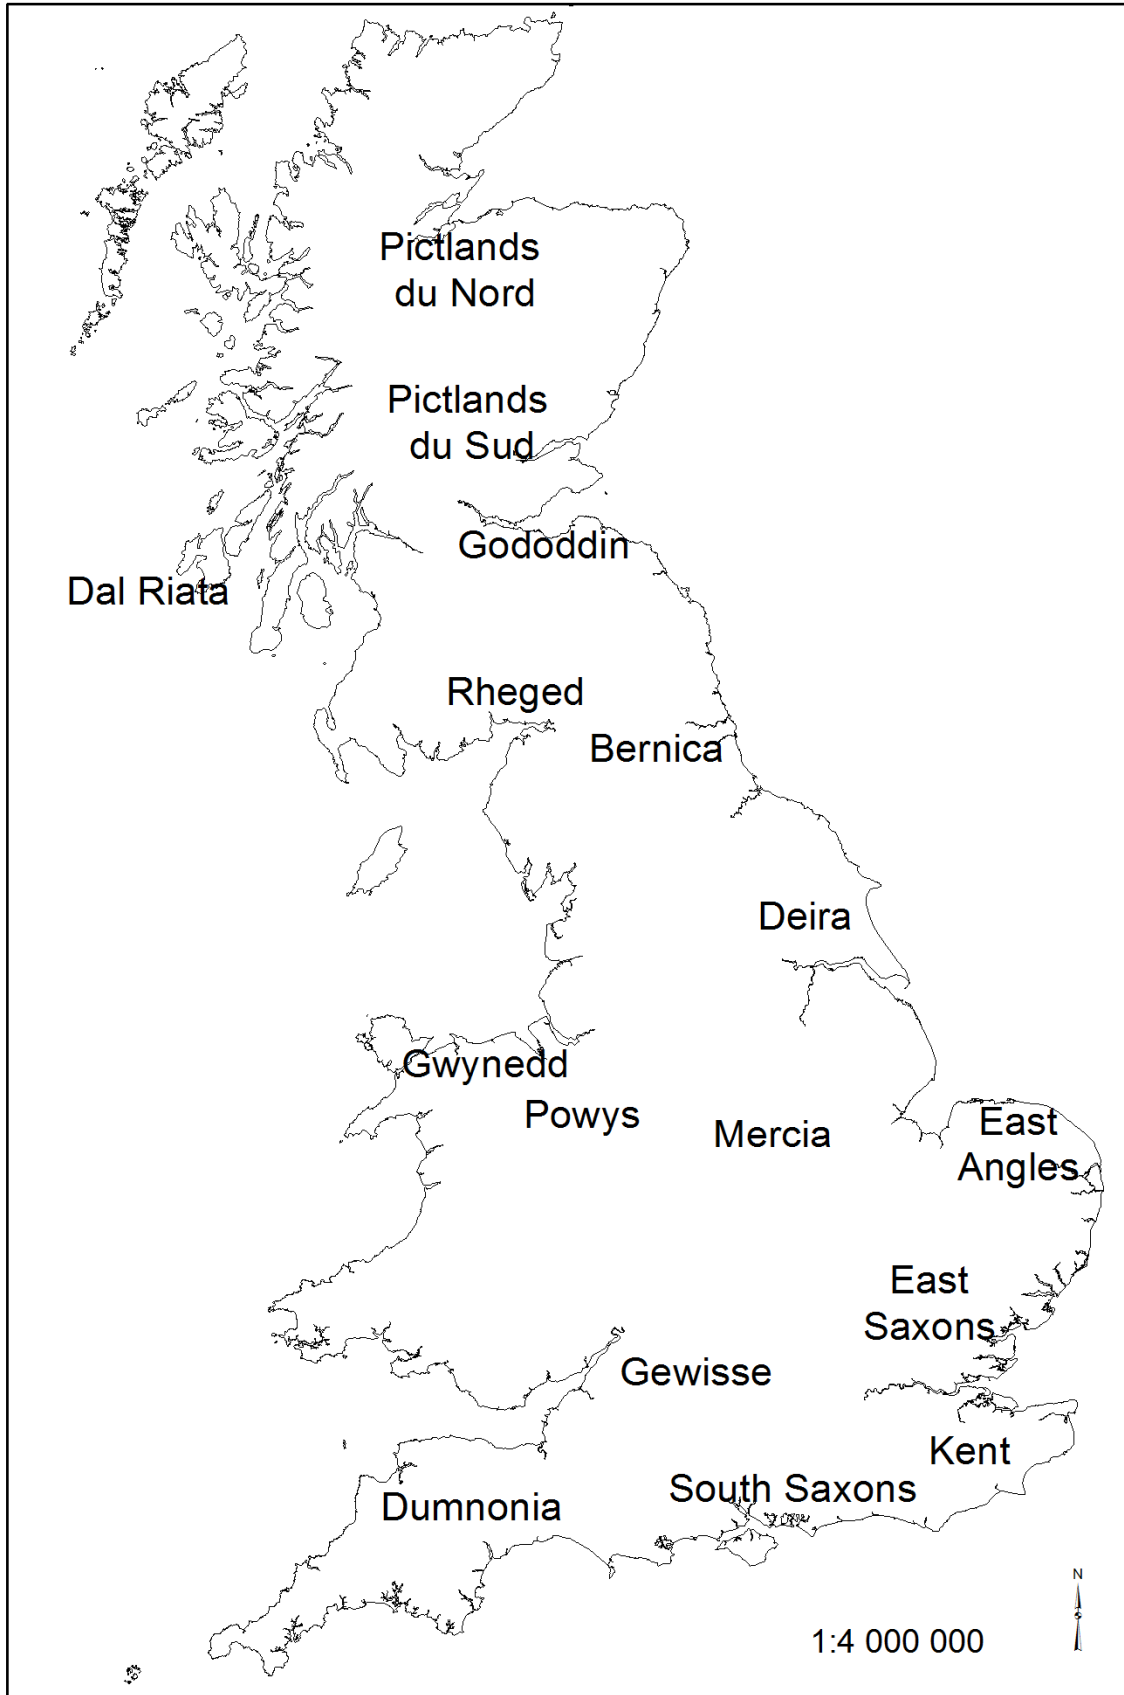 Pictlands
du Nord
Pictlands
du Sud
Gododdin
Dal Riata
Rheged
Bernica
Deira
Gwynedd
Powys
Mercia
East
Angles
East
Saxons
Gewisse
Kent
South Saxons
Dumnonia
N
1:4 000 000